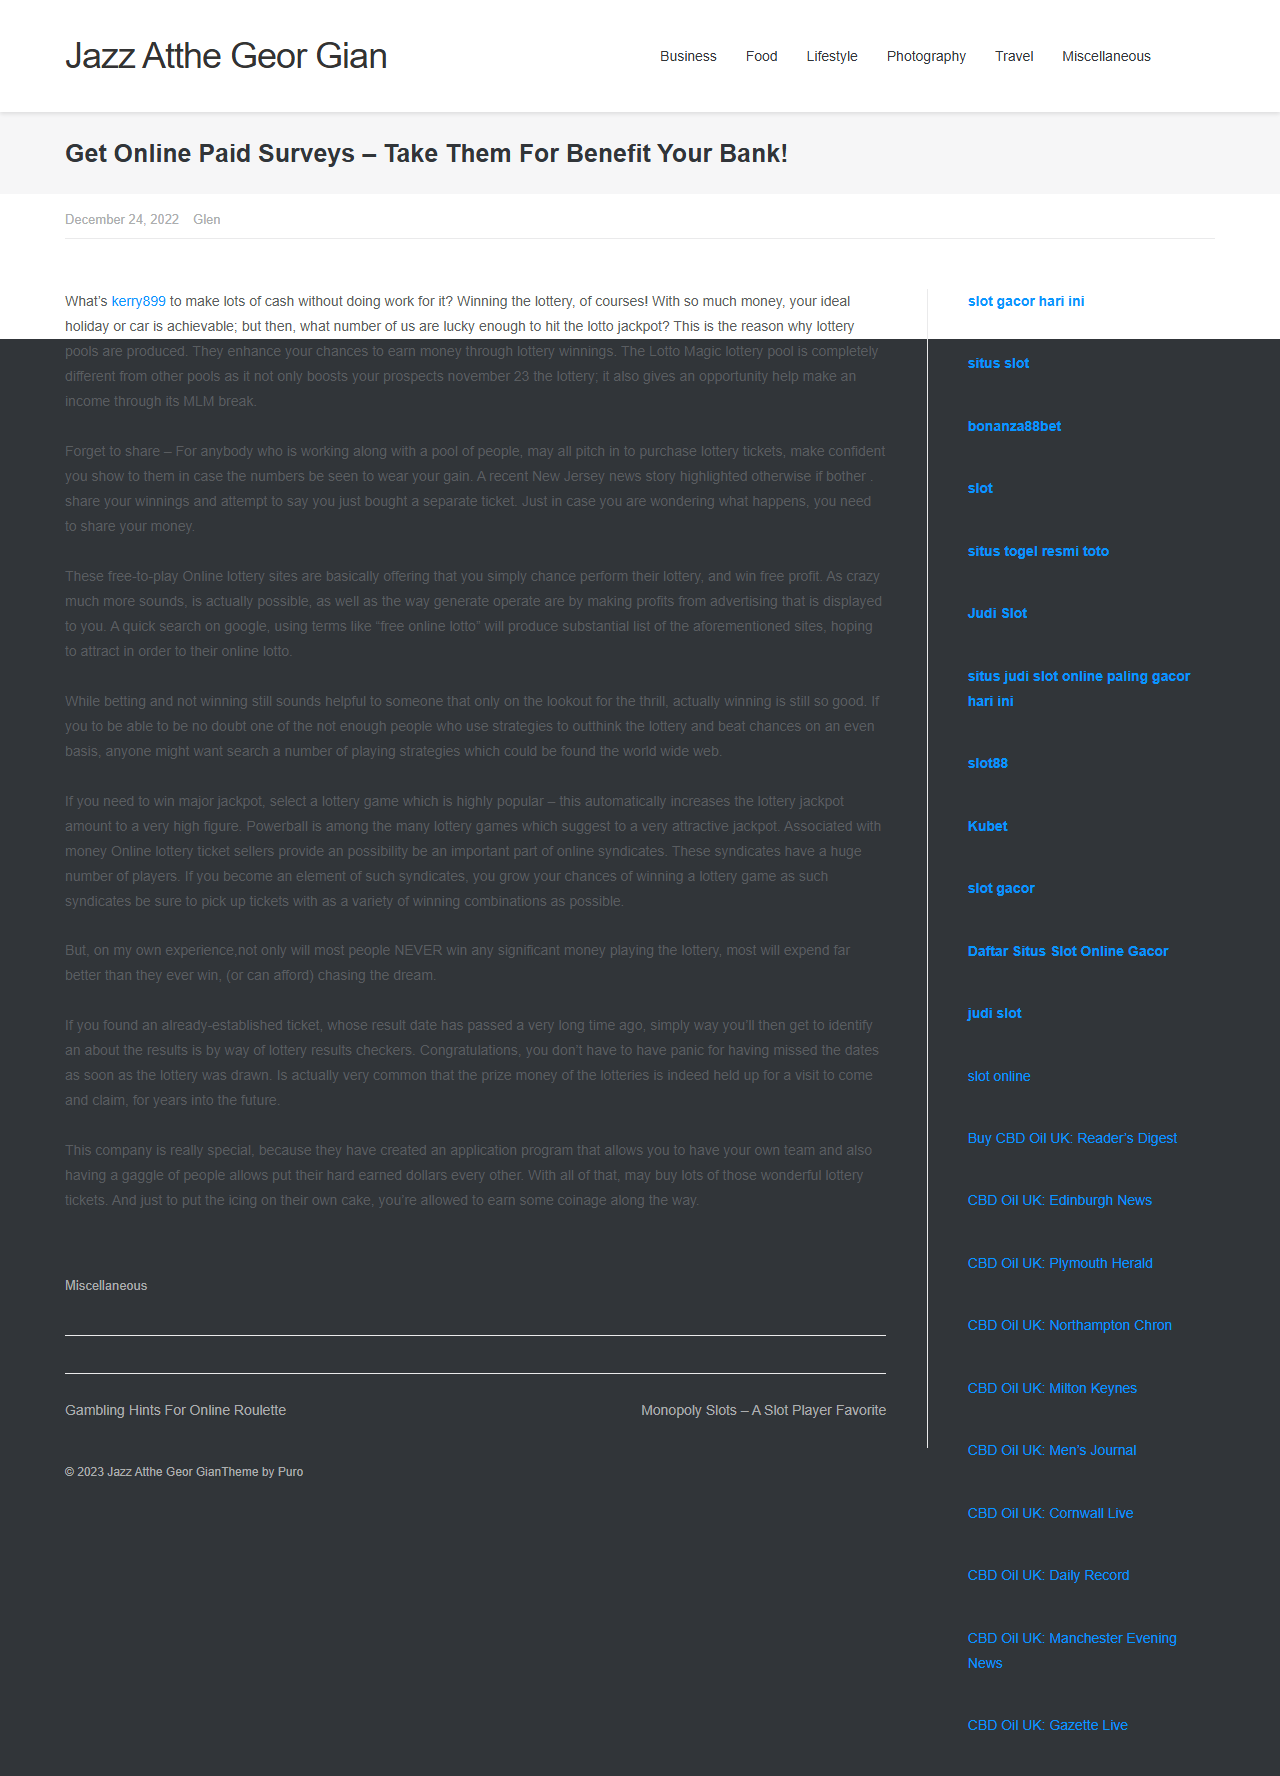 Jazz Atthe Geor Gian
Business Food Lifestyle Photography Travel Miscellaneous
Get Online Paid Surveys – Take Them For Benefit Your Bank!
December 24, 2022 Glen
What’s kerry899 to make lots of cash without doing work for it? Winning the lottery, of courses! With so much money, your ideal
holiday or car is achievable; but then, what number of us are lucky enough to hit the lotto jackpot? This is the reason why lottery
pools are produced. They enhance your chances to earn money through lottery winnings. The Lotto Magic lottery pool is completely
different from other pools as it not only boosts your prospects november 23 the lottery; it also gives an opportunity help make an
income through its MLM break.
Forget to share – For anybody who is working along with a pool of people, may all pitch in to purchase lottery tickets, make confident
you show to them in case the numbers be seen to wear your gain. A recent New Jersey news story highlighted otherwise if bother .
share your winnings and attempt to say you just bought a separate ticket. Just in case you are wondering what happens, you need
to share your money.
These free-to-play Online lottery sites are basically offering that you simply chance perform their lottery, and win free profit. As crazy
much more sounds, is actually possible, as well as the way generate operate are by making profits from advertising that is displayed
to you. A quick search on google, using terms like “free online lotto” will produce substantial list of the aforementioned sites, hoping
to attract in order to their online lotto.
While betting and not winning still sounds helpful to someone that only on the lookout for the thrill, actually winning is still so good. If
you to be able to be no doubt one of the not enough people who use strategies to outthink the lottery and beat chances on an even
basis, anyone might want search a number of playing strategies which could be found the world wide web.
If you need to win major jackpot, select a lottery game which is highly popular – this automatically increases the lottery jackpot
amount to a very high figure. Powerball is among the many lottery games which suggest to a very attractive jackpot. Associated with
money Online lottery ticket sellers provide an possibility be an important part of online syndicates. These syndicates have a huge
number of players. If you become an element of such syndicates, you grow your chances of winning a lottery game as such
syndicates be sure to pick up tickets with as a variety of winning combinations as possible.
But, on my own experience,not only will most people NEVER win any significant money playing the lottery, most will expend far
better than they ever win, (or can afford) chasing the dream.
If you found an already-established ticket, whose result date has passed a very long time ago, simply way you’ll then get to identify
an about the results is by way of lottery results checkers. Congratulations, you don’t have to have panic for having missed the dates
as soon as the lottery was drawn. Is actually very common that the prize money of the lotteries is indeed held up for a visit to come
and claim, for years into the future.
This company is really special, because they have created an application program that allows you to have your own team and also
having a gaggle of people allows put their hard earned dollars every other. With all of that, may buy lots of those wonderful lottery
tickets. And just to put the icing on their own cake, you’re allowed to earn some coinage along the way.
Miscellaneous
Gambling Hints For Online Roulette
Monopoly Slots – A Slot Player Favorite
slot gacor hari ini
situs slot
bonanza88bet
slot
situs togel resmi toto
Judi Slot
situs judi slot online paling gacor
hari ini
slot88
Kubet
slot gacor
Daftar Situs Slot Online Gacor
judi slot
slot online
Buy CBD Oil UK: Reader’s Digest
CBD Oil UK: Edinburgh News
CBD Oil UK: Plymouth Herald
CBD Oil UK: Northampton Chron
CBD Oil UK: Milton Keynes
CBD Oil UK: Men’s Journal
CBD Oil UK: Cornwall Live
CBD Oil UK: Daily Record
CBD Oil UK: Manchester Evening
News
CBD Oil UK: Gazette Live
© 2023 Jazz Atthe Geor GianTheme by Puro